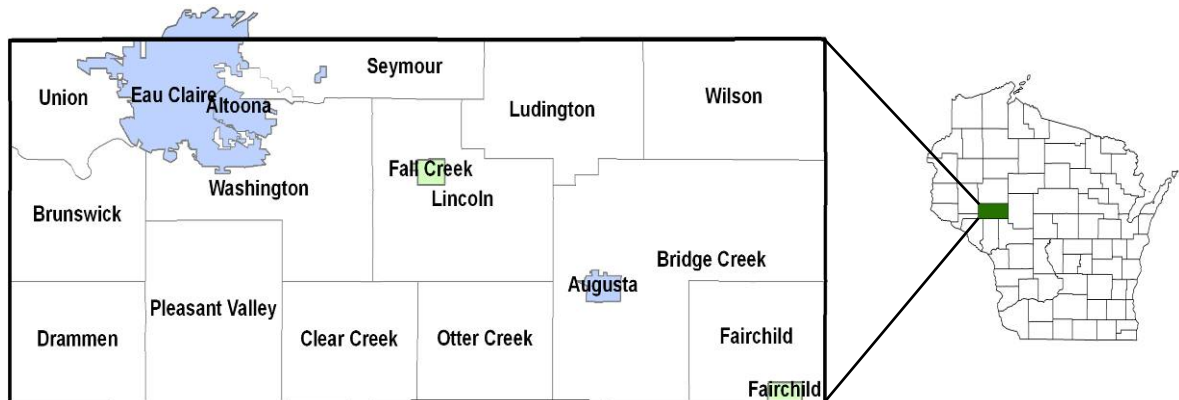 Seymour
Union
Eau Claire
Altoona
Ludington
Wilson
Fall Creek
Washington
Lincoln
Brunswick
Bridge Creek
Augusta
Pleasant Valley
Drammen
Clear Creek
Otter Creek
Fairchild
Fairchild